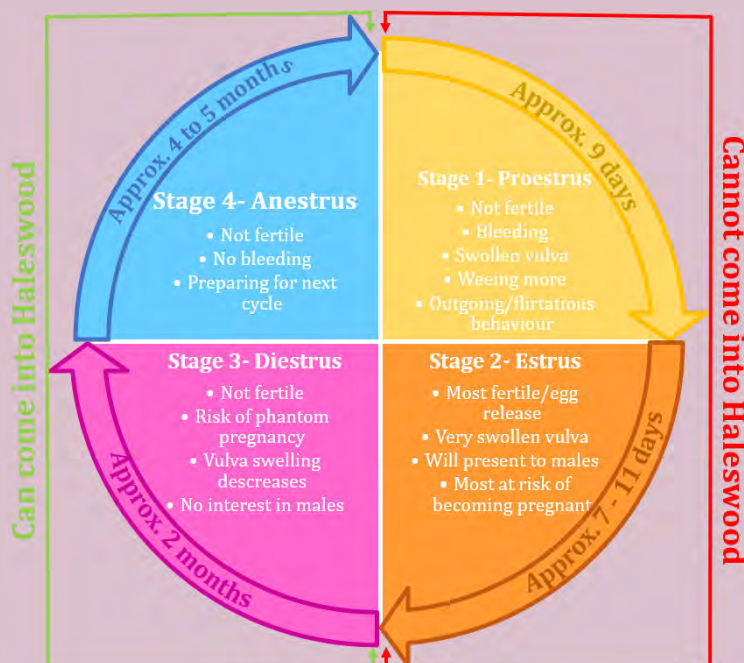 Can come into Haleswood
Approx. 4 to 5 months
Stage 4- Anestrus
• Not fertile
• No bleeding
• Preparing for next
cycle
Approx. 9 days
Stage 1- Proestrus
• Not fertile
• Bleeding
• Swollen vulva
• Weeing more
• Outgoing/flirtatious
behaviour
Cannot come into Haleswood
Stage 3- Diestrus
• Not fertile
• Risk of phantom
pregnancy
• Vulva swelling
descreases
• No interest in males
Approx. 2 months
Stage 2- Estrus
• Most fertile/egg
release
• Very swollen vulva
• Will present to males
• Most at risk of
becoming pregnant
Approx. 7 - 11 days